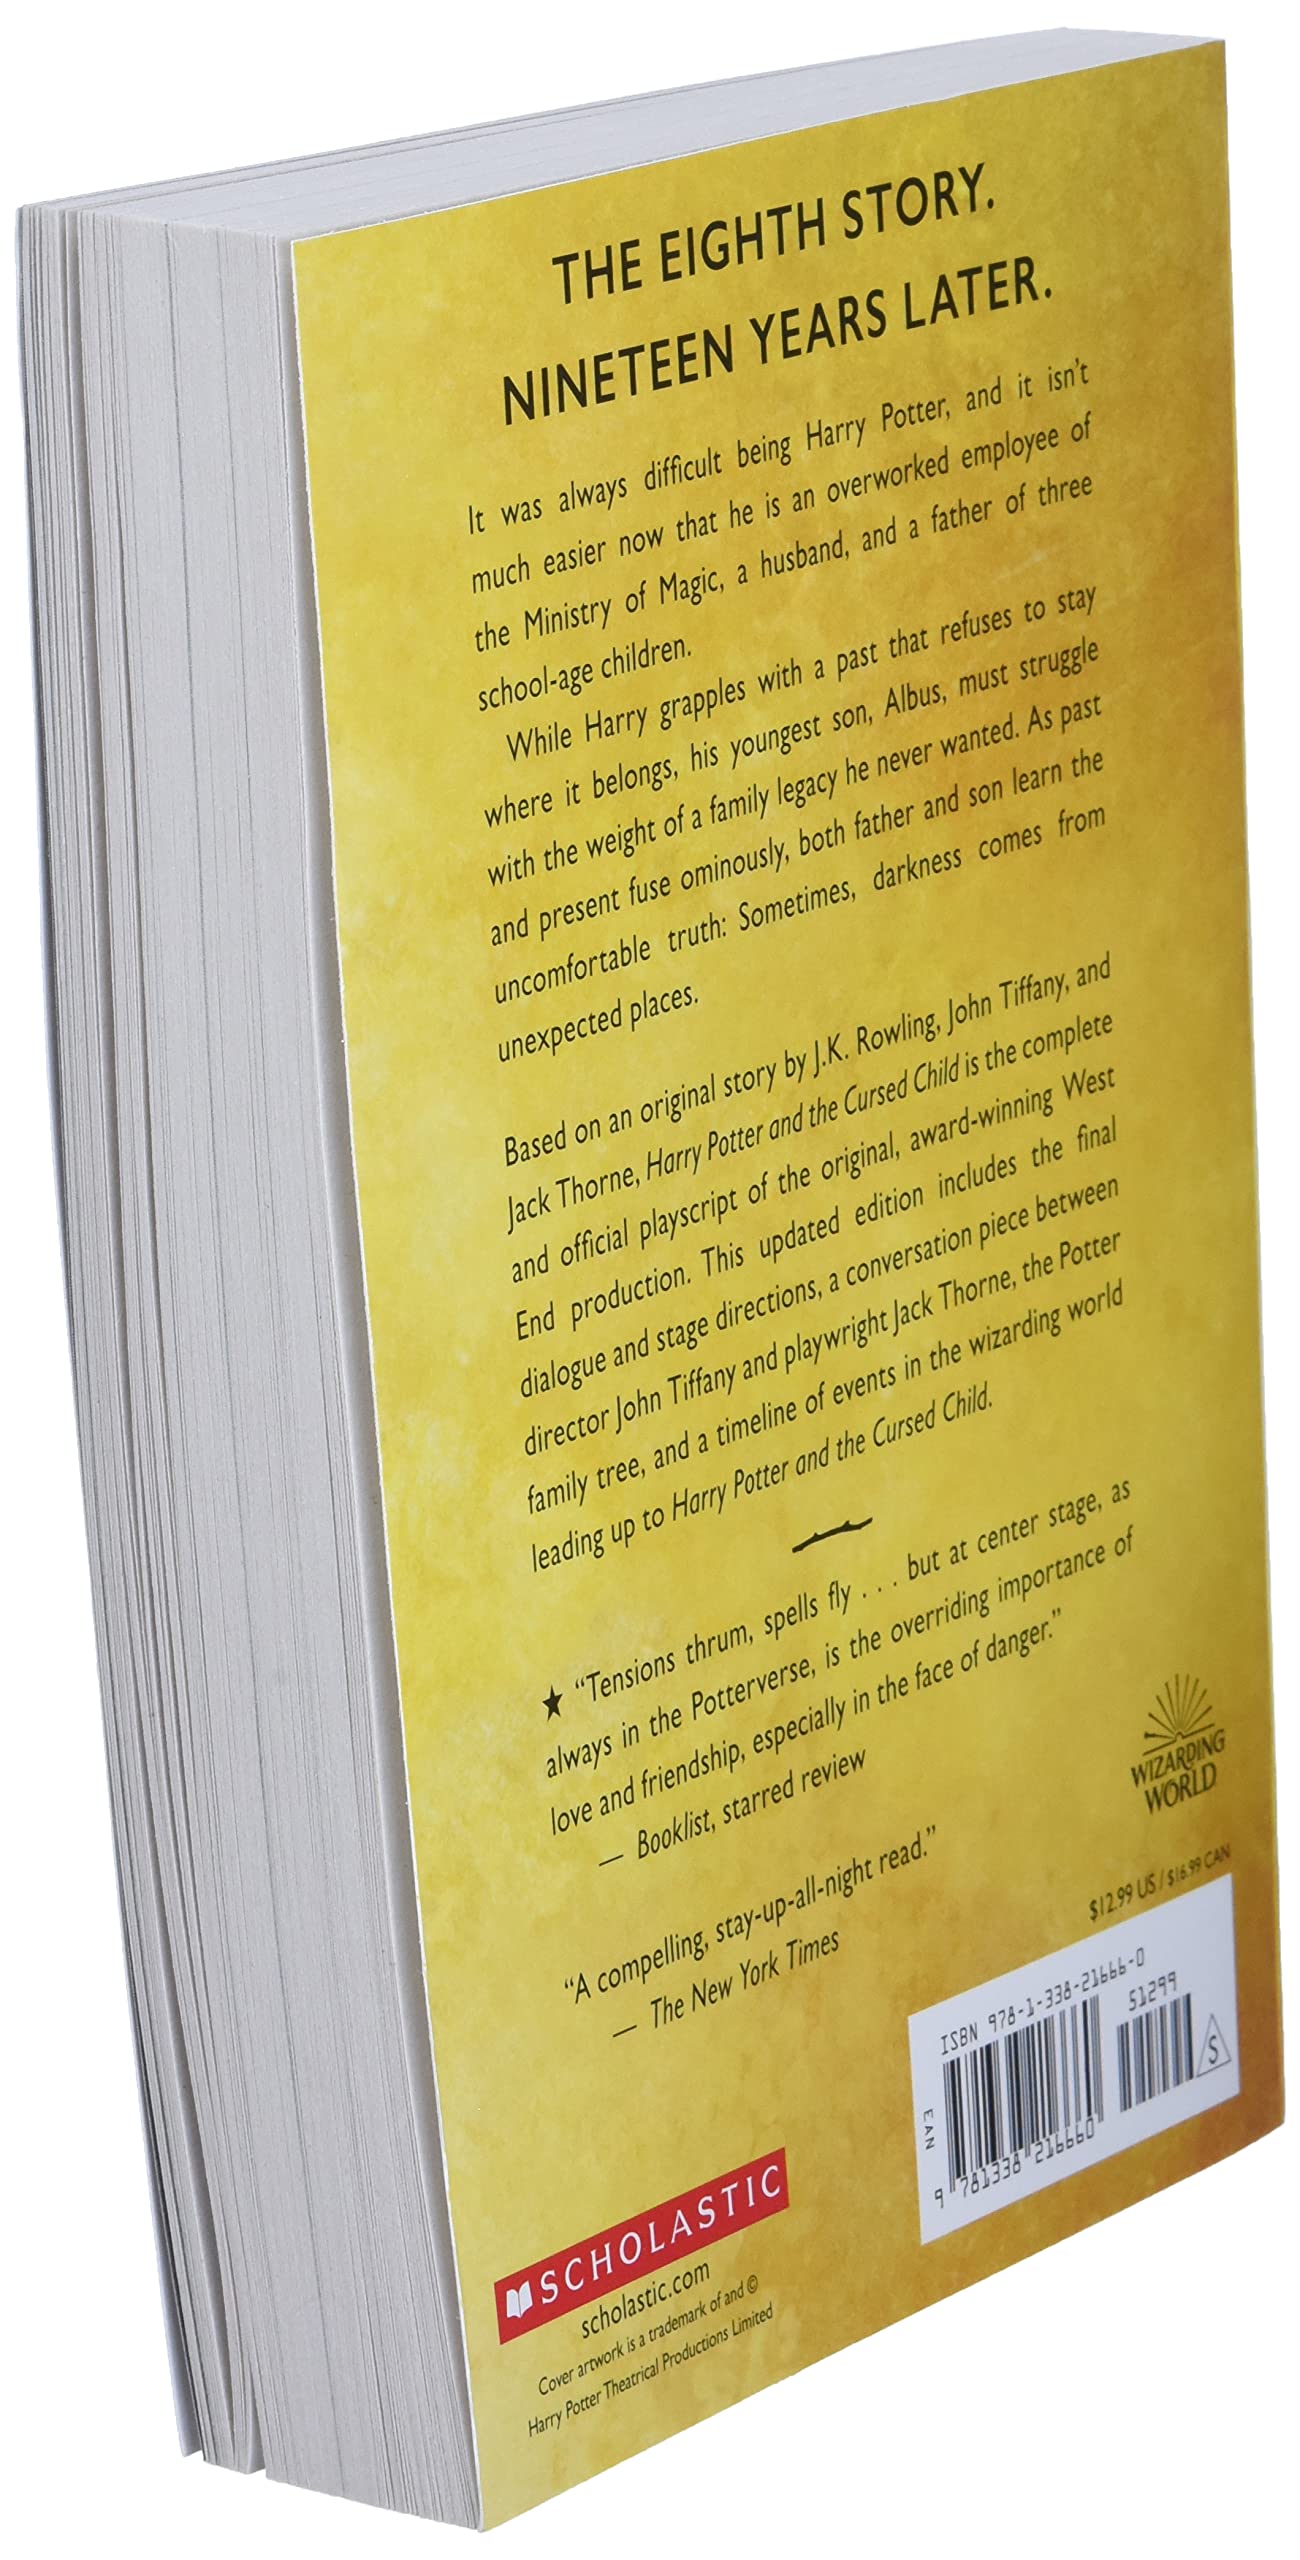 THE EIGHTH STORY.
NINETEEN YEARS LATER.
It was always difficult being Harry Potter, and it isn't
much easier now that he is an overworked employee of
the Ministry of Magic, a husband, and a father of three
school-age children.
While Harry grapples with a past that refuses to stay
where it belongs, his youngest son, Albus, must struggle
with the weight of a family legacy he never wanted. As past
and present fuse ominously, both father and son learn the
uncomfortable truth: Sometimes, darkness comes from
unexpected places.
Based on an original story by J.K. Rowling, John Tiffany, and
Jack Thorne, Harry Potter and the Cursed Child is the complete
and official playscript of the original, award-winning West
End production. This updated edition includes the final
dialogue and stage directions, a conversation piece between
director John Tiffany and playwright Jack Thorne, the Potter
family tree, and a timeline of events in the wizarding world
leading up to Harry Potter and the Cursed Child.
★ “Tensions thrum, spells fly . . . but at center stage, as
always in the Potterverse, is the overriding importance of
love and friendship, especially in the face of danger.”
— Booklist, starred review
“A compelling, stay-up-all-night read.”
— The New York Times
WIZARDING
WORLD
$12.99 US / $16.99 CAN
ISBN 978-1-338-21666-0
51299
S
EAN
9 781338 216660
SCHOLASTIC
scholastic.com
Cover artwork is a trademark of and ©
Harry Potter Theatrical Productions Limited